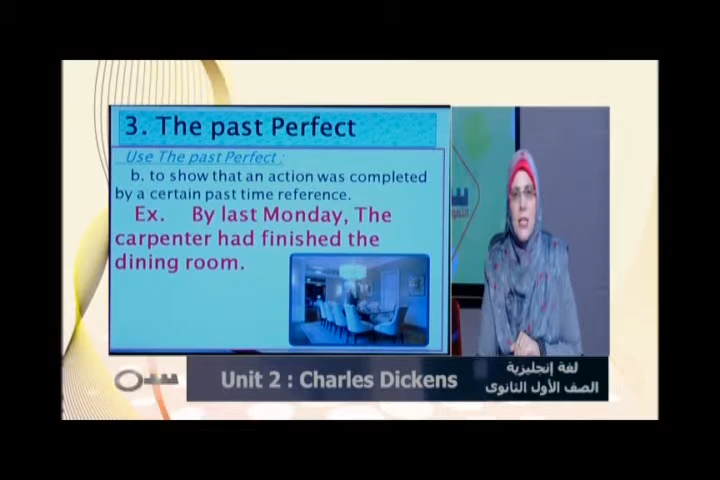 3. The past Perfect
Use The past Perfect :
b. to show that an action was completed
by a certain past time reference.
Ex. By last Monday, The
carpenter had finished the
dining room.
Unit 2 : Charles Dickens
لغة إنجليزية
الصف الأول الثانوى